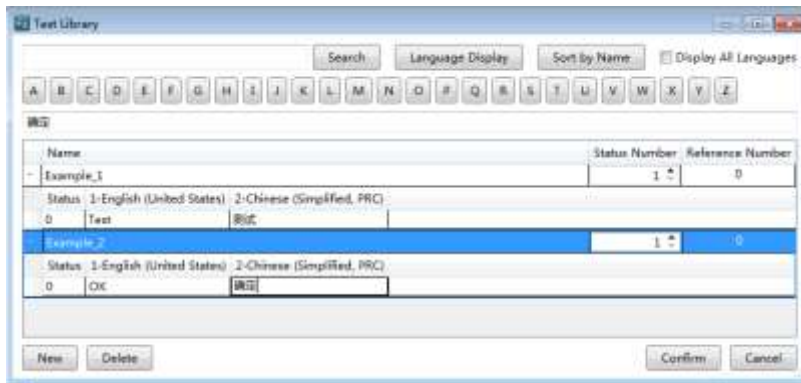 Text Library
Search Language Display Sort by Name Display All Languages
A B C D E F G H I J K L M N O P Q R S T U V W X Y Z
确定
Name Status Number Reference Number
Example_1 1 0
Status 1-English (United States) 2-Chinese (Simplified, PRC)
0 Text 测试
Example_2 1 0
Status 1-English (United States) 2-Chinese (Simplified, PRC)
0 OK 确定
New Delete Confirm Cancel